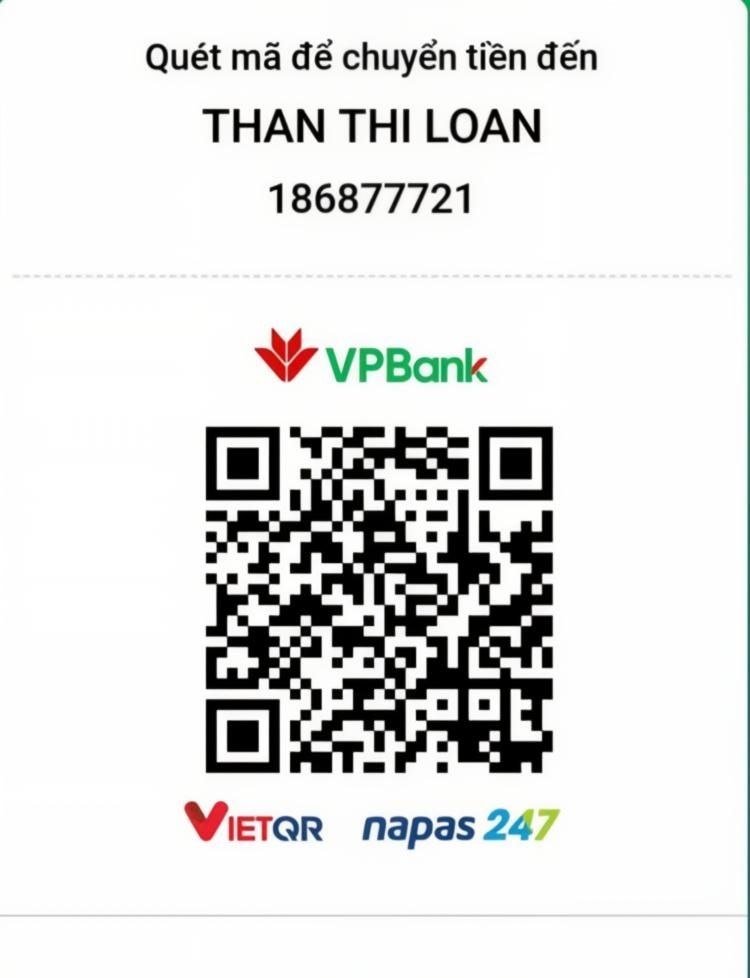 Quét mã để chuyển tiền đến
THAN THI LOAN
186877721
VPBank
VIETQR napas 247